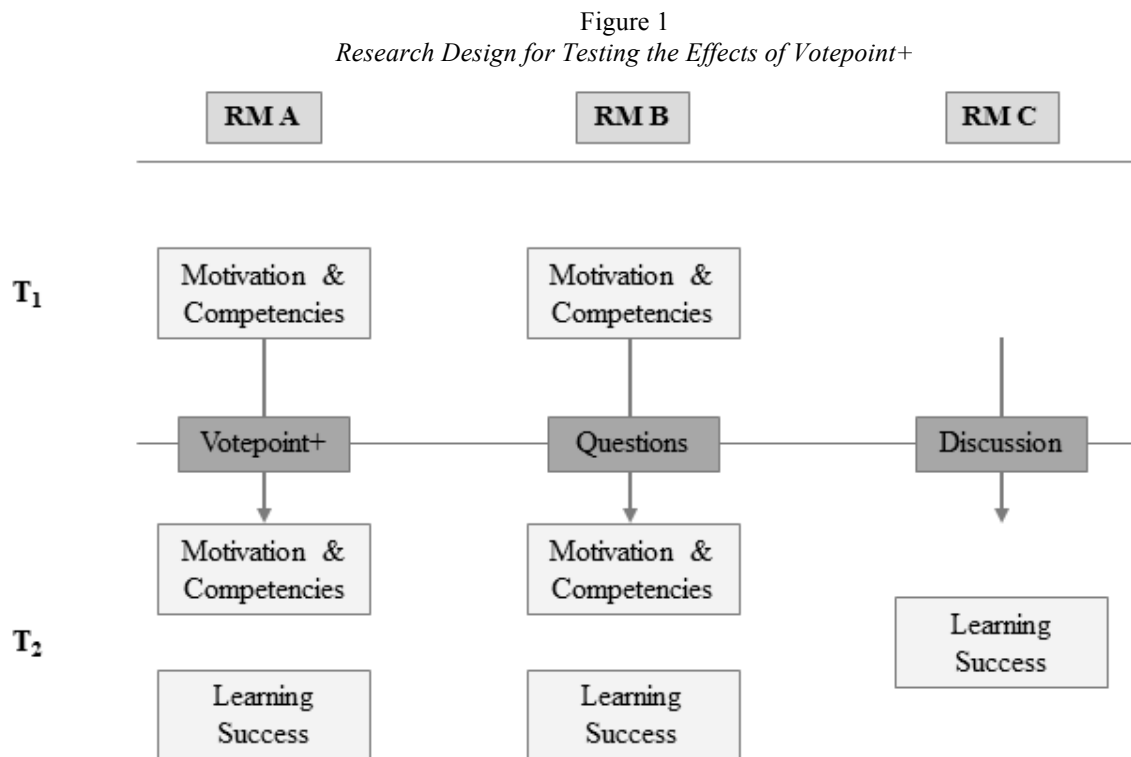 Figure 1
Research Design for Testing the Effects of Votepoint+
RM A
RM B
RM C
T1
Motivation &
Competencies
Motivation &
Competencies
Votepoint+
Questions
Discussion
Motivation &
Competencies
Motivation &
Competencies
T2
Learning
Success
Learning
Success
Learning
Success